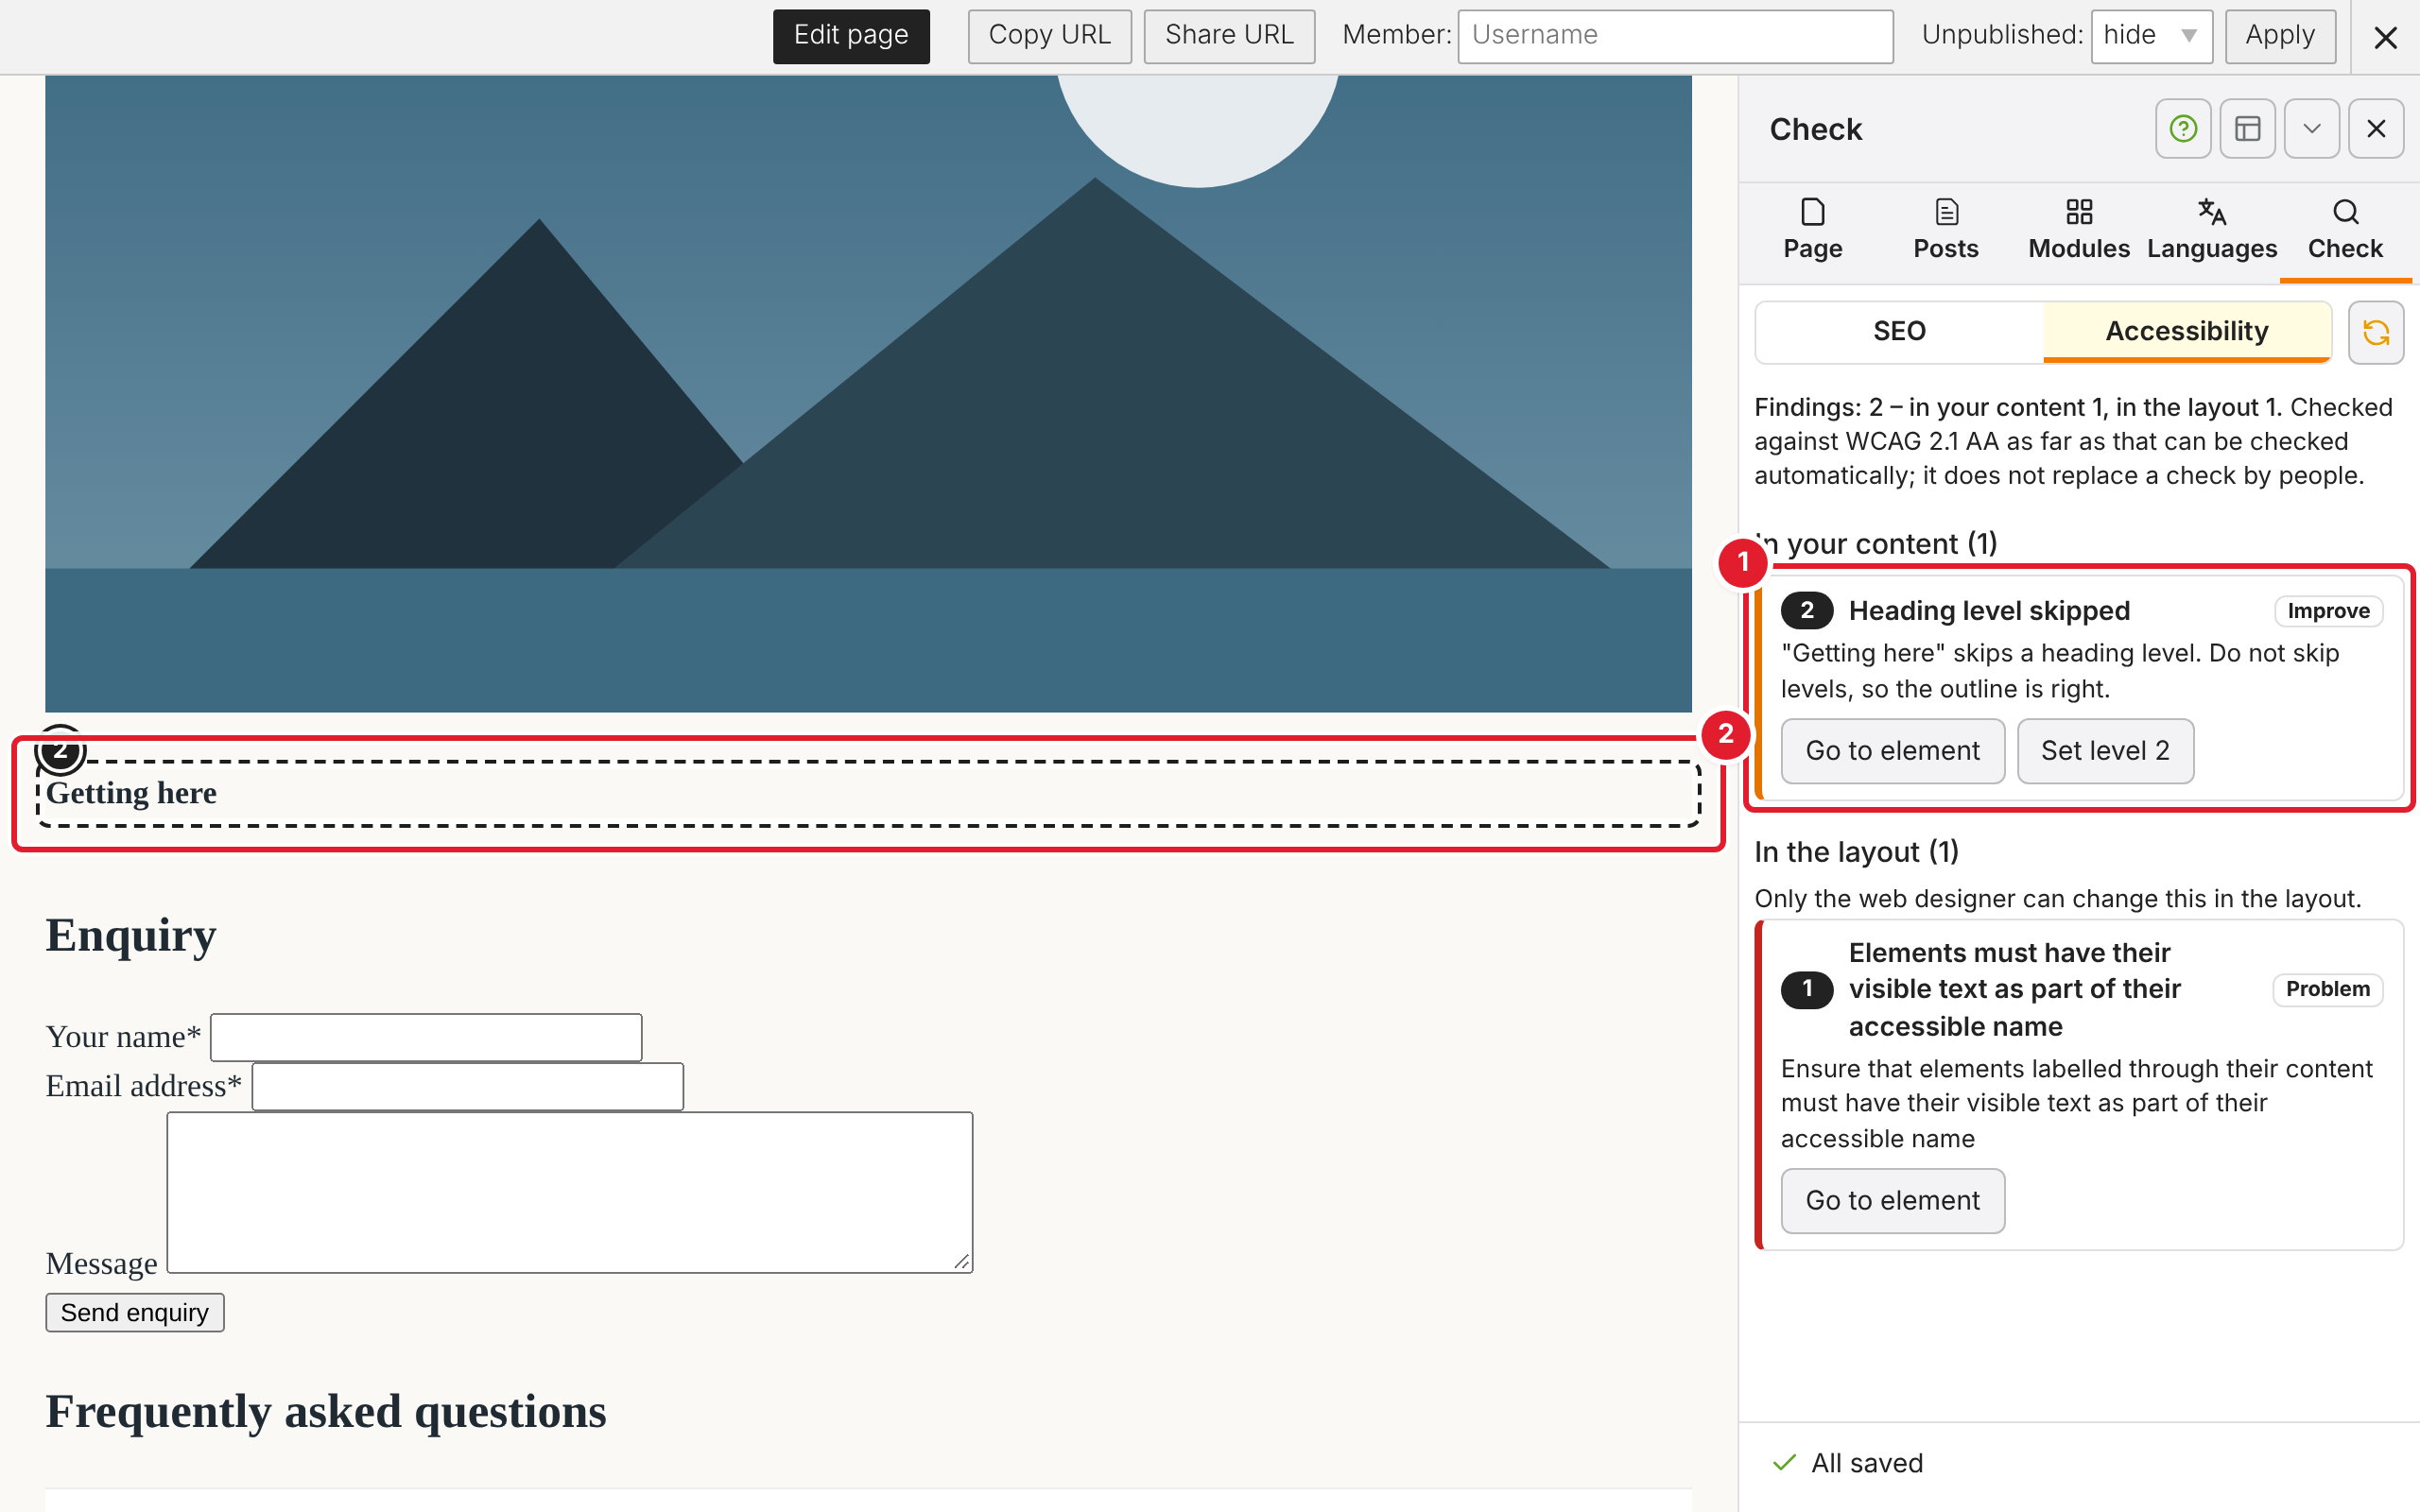 Edit page
Copy URL
Share URL
Member:
Username
Unpublished:
hide
Apply
Check
Page
Posts
Modules
Languages
Check
SEO
Accessibility
Findings: 2 – in your content 1, in the layout 1. Checked
against WCAG 2.1 AA as far as that can be checked
automatically; it does not replace a check by people.
In your content (1)
1
2
Heading level skipped
Improve
"Getting here" skips a heading level. Do not skip
levels, so the outline is right.
Go to element
Set level 2
2
2
Getting here
In the layout (1)
Only the web designer can change this in the layout.
1
Elements must have their
visible text as part of their
accessible name
Problem
Ensure that elements labelled through their content
must have their visible text as part of their
accessible name
Go to element
Enquiry
Your name*
Email address*
Message
Send enquiry
Frequently asked questions
All saved